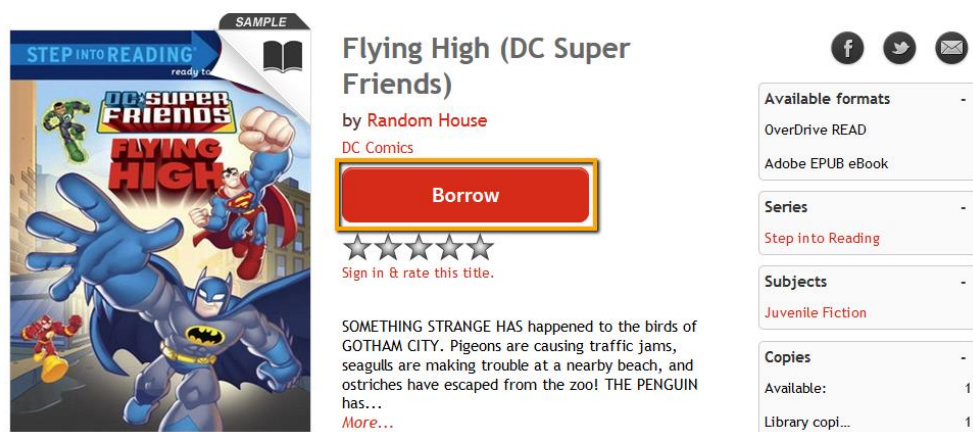 SAMPLE
STEP INTO READING
ready to
DC SUPER
FRIENDS
FLYING
HIGH
Flying High (DC Super
Friends)
by Random House
DC Comics
Borrow
Sign in & rate this title.
SOMETHING STRANGE HAS happened to the birds of
GOTHAM CITY. Pigeons are causing traffic jams,
seagulls are making trouble at a nearby beach, and
ostriches have escaped from the zoo! THE PENGUIN
has...
More...
f
Available formats -
OverDrive READ
Adobe EPUB eBook
Series -
Step into Reading
Subjects -
Juvenile Fiction
Copies -
Available: 1
Library copi... 1